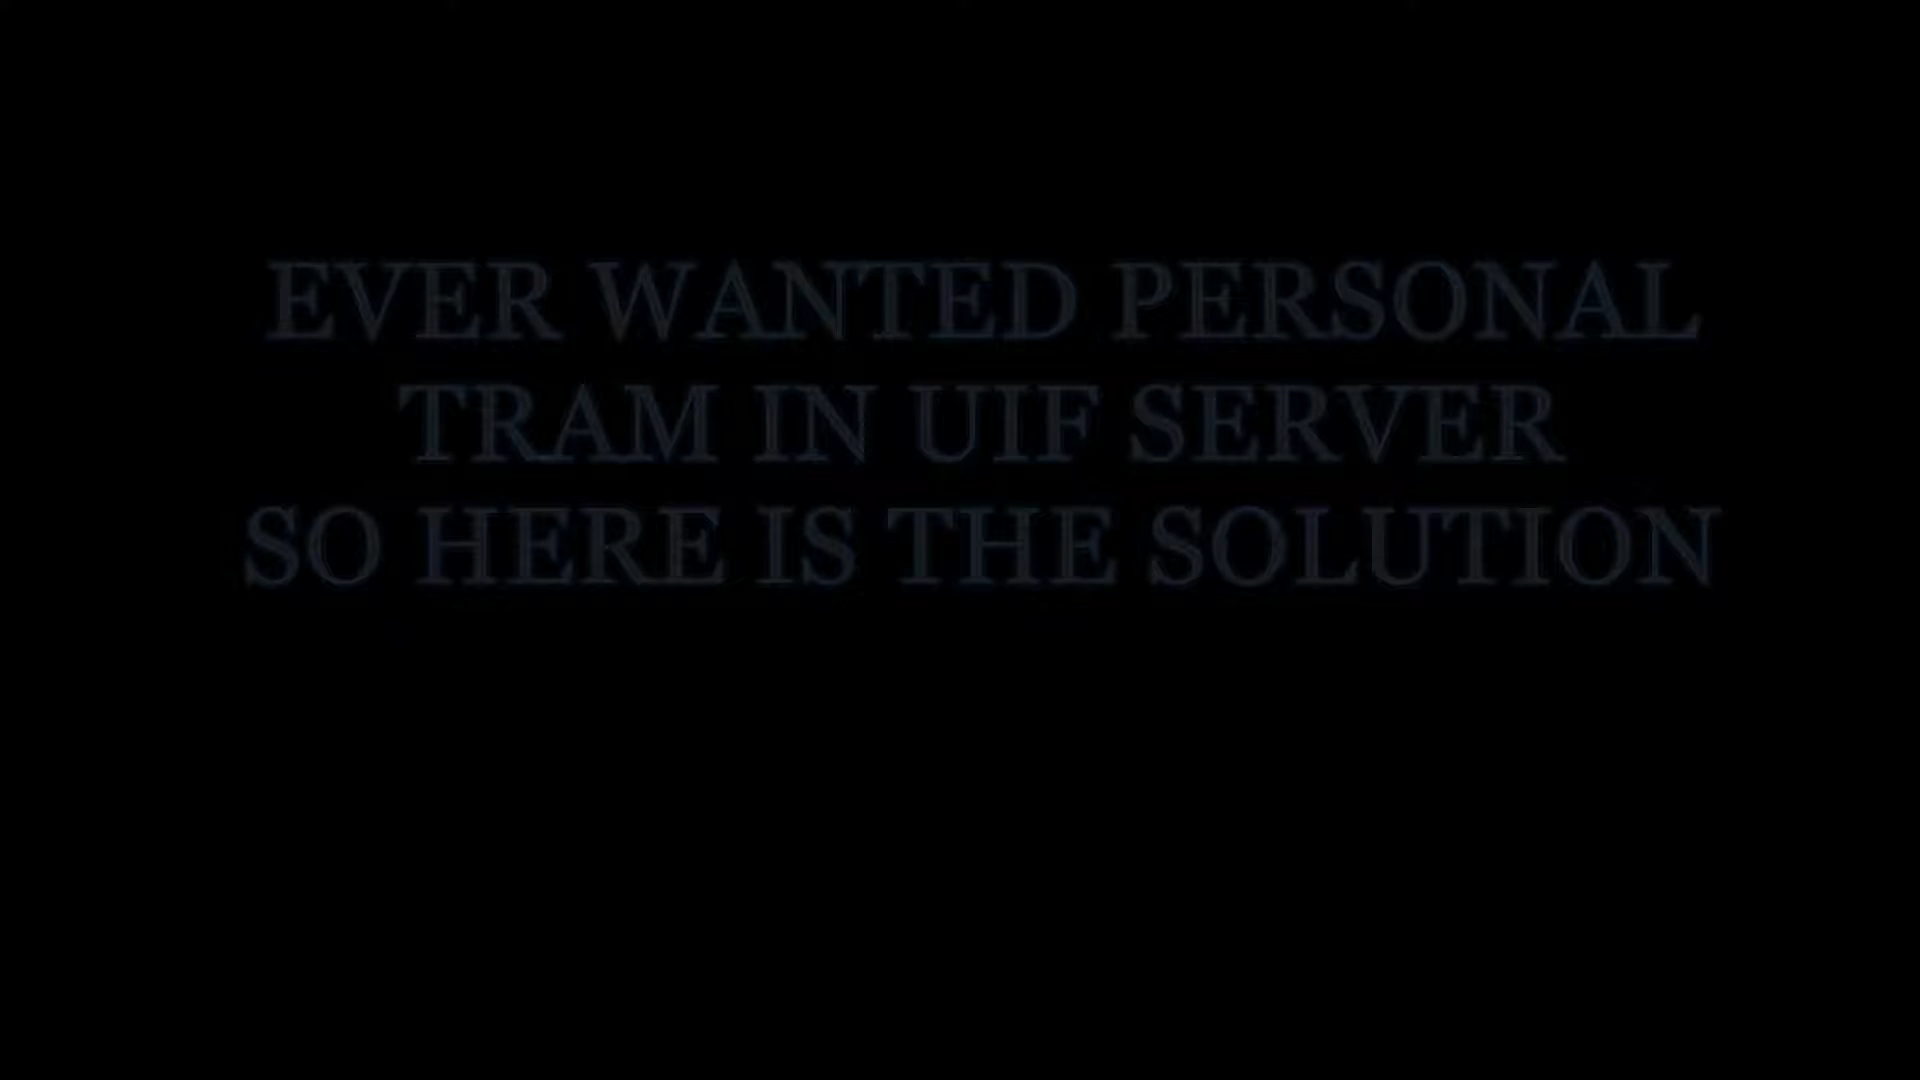 EVER WANTED PERSONAL
TRAM IN UIF SERVER
SO HERE IS THE SOLUTION